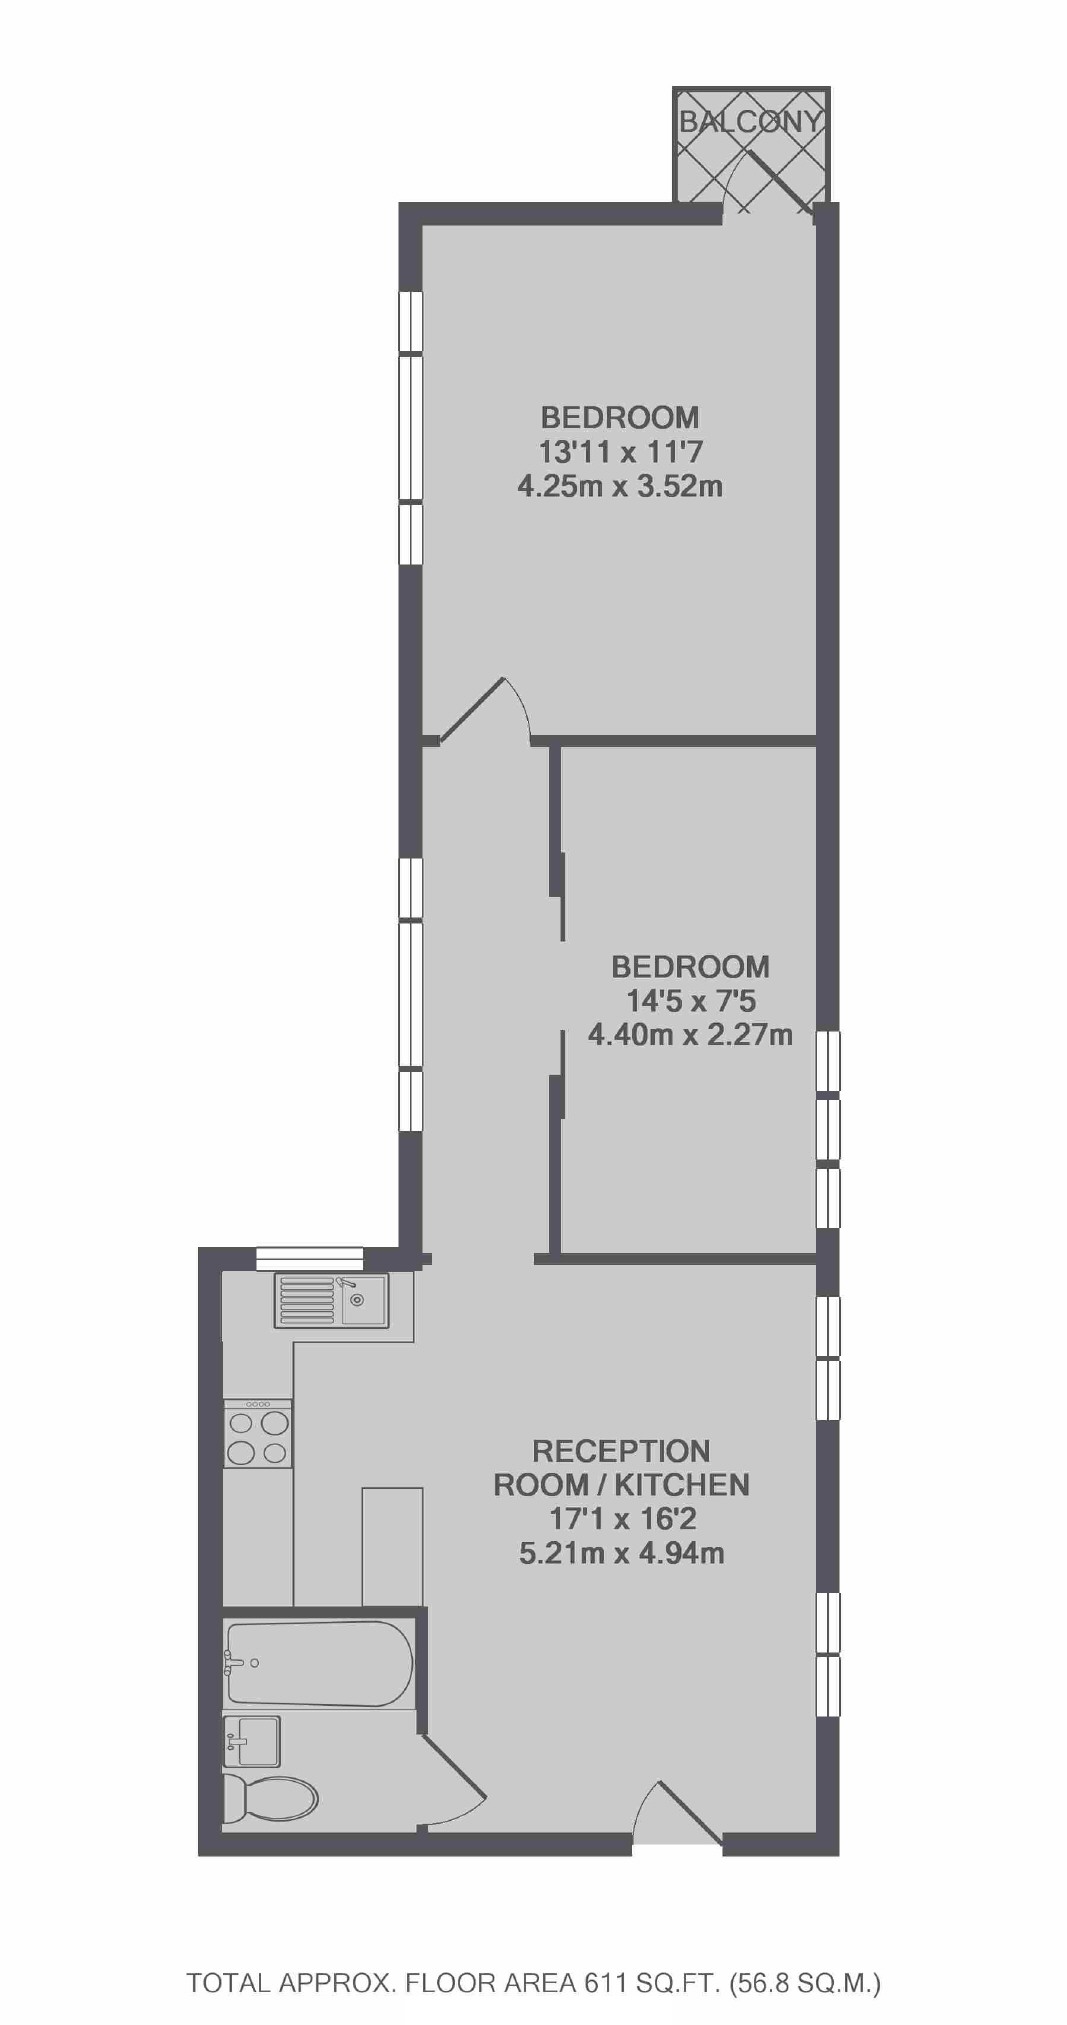 BALCONY
BEDROOM
13'11 x 11'7
4.25m x 3.52m
BEDROOM
14'5 x 7'5
4.40m x 2.27m
RECEPTION
ROOM / KITCHEN
17'1 x 16'2
5.21m x 4.94m
TOTAL APPROX. FLOOR AREA 611 SQ.FT. (56.8 SQ.M.)